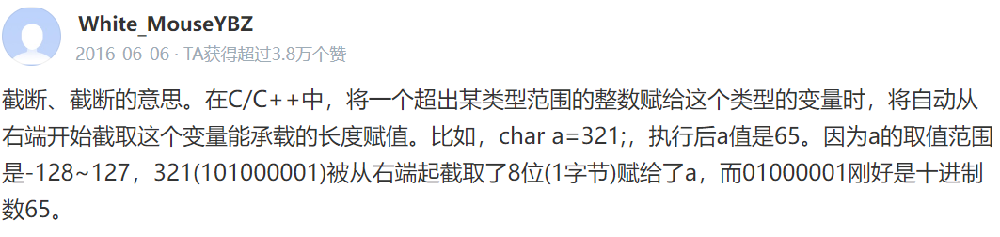 White_MouseYBZ
2016-06-06 · TA获得超过3.8万个赞
截断、截断的意思。在C/C++中，将一个超出某类型范围的整数赋给这个类型的变量时，将自动从
右端开始截取这个变量能承载的长度赋值。比如，char a=321;，执行后a值是65。因为a的取值范围
是-128~127，321(101000001)被从右端起截取了8位(1字节)赋给了a，而01000001刚好是十进制
数65。